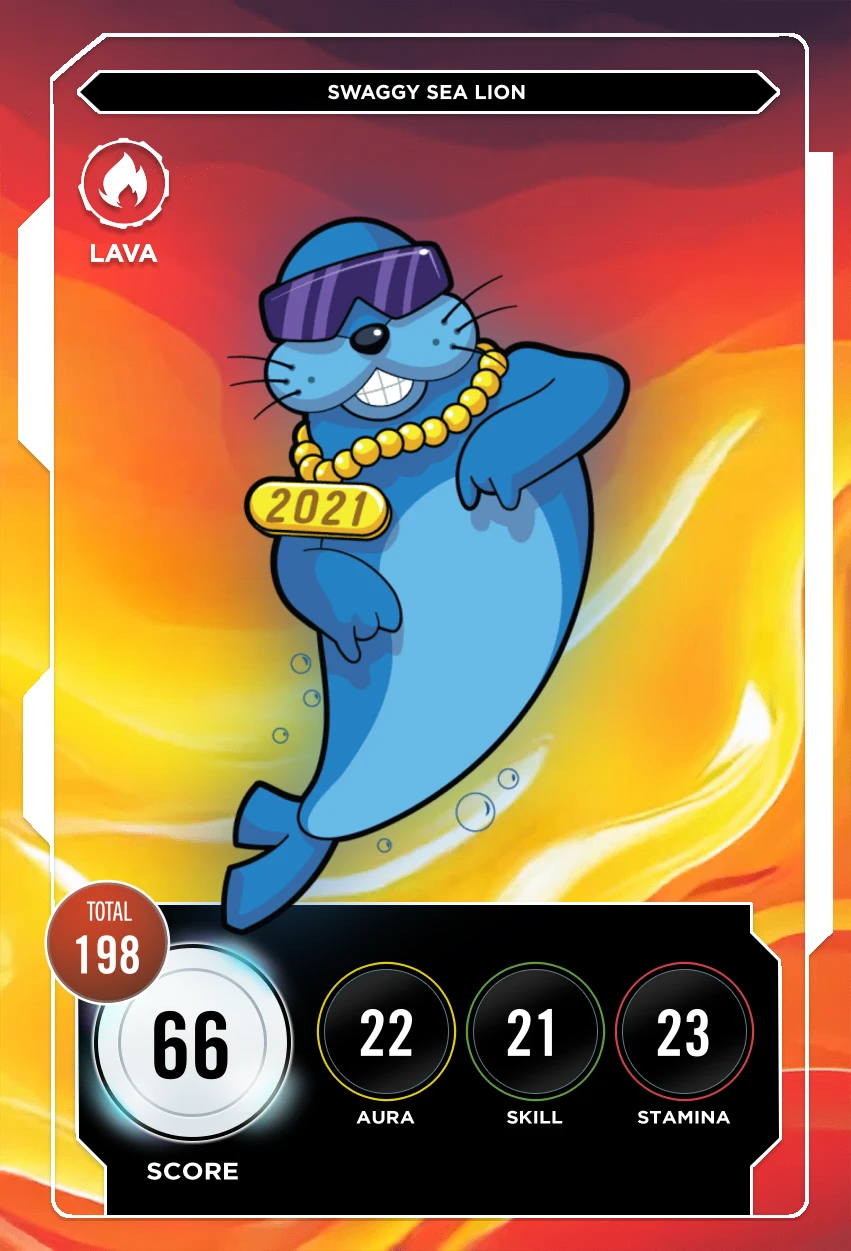 SWAGGY SEA LION
LAVA
2021
TOTAL
198
66
SCORE
22
AURA
21
SKILL
23
STAMINA